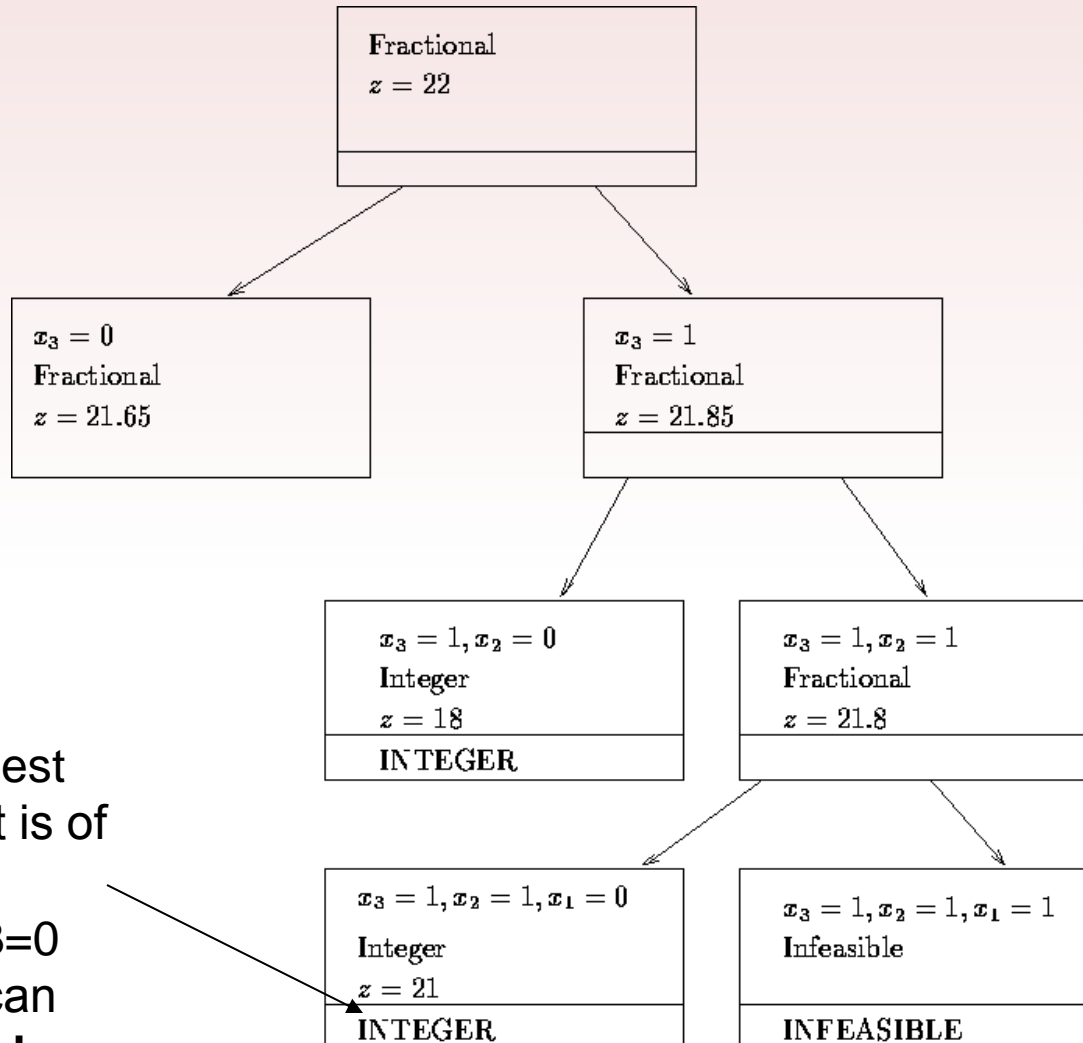 Fractional
z = 22
x₃ = 0
Fractional
z = 21.65
x₃ = 1
Fractional
z = 21.85
x₃ = 1, x₂ = 0
Integer
z = 18
INTEGER
x₃ = 1, x₂ = 1
Fractional
z = 21.8
x₃ = 1, x₂ = 1, x₁ = 0
Integer
z = 21
INTEGER
x₃ = 1, x₂ = 1, x₁ = 1
Infeasible
INFEASIBLE
est
t is of
=0
can